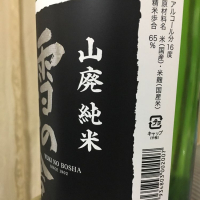 山廃純米
雪の
YUKI NO BOSHA
SINCE 1902
アルコール分16度
原材料名 米(国産)・米麹(国産米)
精米歩合 65%
キャップ